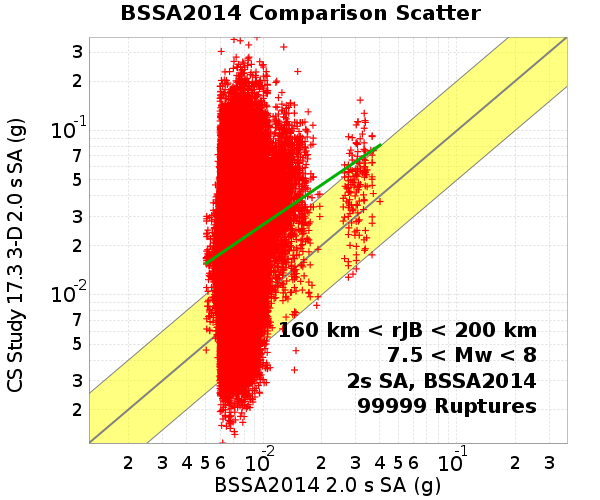 BSSA2014 Comparison Scatter
CS Study 17.3 3-D 2.0 s SA (g)
3
2
10-1
7
5
3
2
10-2
7
5
3
2
160 km < rJB < 200 km
7.5 < Mw < 8
2s SA, BSSA2014
99999 Ruptures
2 3 4 5 6 10-2 2 3 4 5 6 10-1 2 3
BSSA2014 2.0 s SA (g)